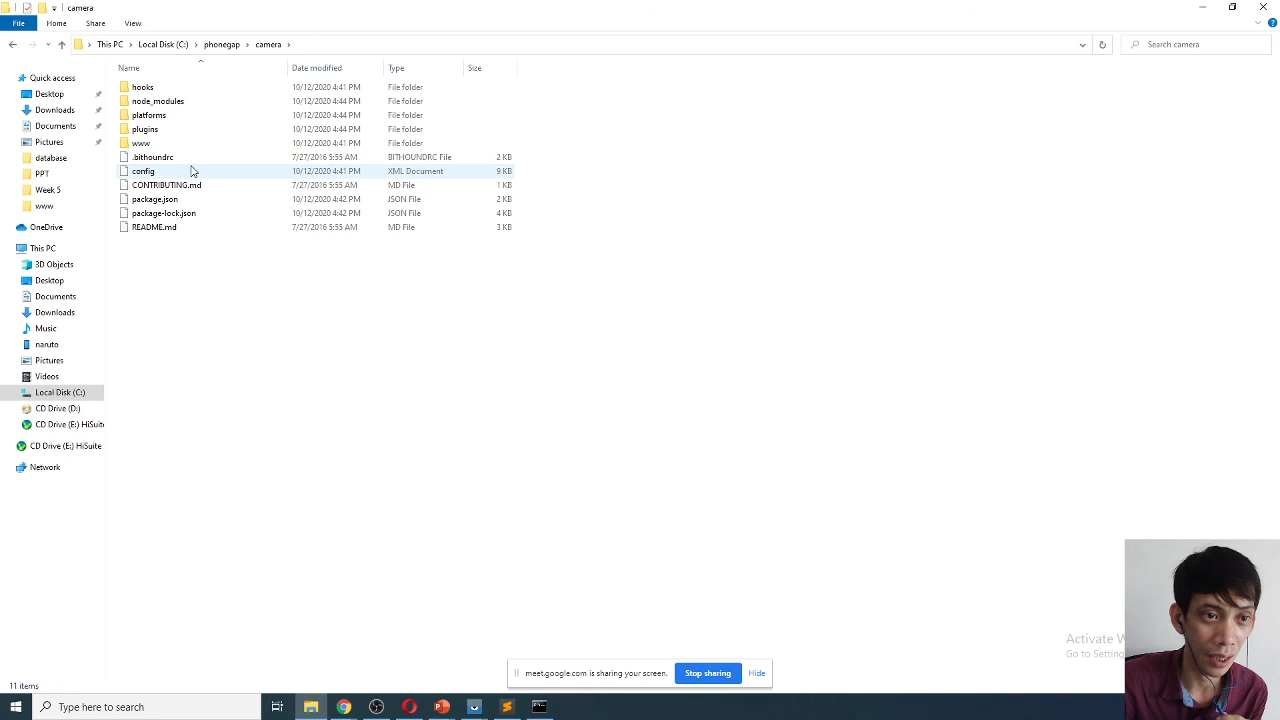 camera
File Home Share View
This PC Local Disk (C:) phonegap camera Search camera
Name Date modified Type Size
Quick access
Desktop
Downloads
Documents
Pictures
database
PPT
Week 5
www
OneDrive
This PC
3D Objects
Desktop
Documents
Downloads
Music
naruto
Pictures
Videos
Local Disk (C:)
CD Drive (D:)
CD Drive (E:) HiSuite
CD Drive (E:) HiSuite
Network
hooks 10/12/2020 4:41 PM File folder
node_modules 10/12/2020 4:44 PM File folder
platforms 10/12/2020 4:44 PM File folder
plugins 10/12/2020 4:44 PM File folder
www 10/12/2020 4:41 PM File folder
.bithoundrc 7/27/2016 5:55 AM BITHOUNDRC File 2 KB
config 10/12/2020 4:41 PM XML Document 9 KB
CONTRIBUTING.md 7/27/2016 5:55 AM MD File 1 KB
package.json 10/12/2020 4:42 PM JSON File 2 KB
package-lock.json 10/12/2020 4:42 PM JSON File 4 KB
README.md 7/27/2016 5:55 AM MD File 3 KB
Activate W
Go to Setting
meet.google.com is sharing your screen. Stop sharing Hide
11 items
Type here to search